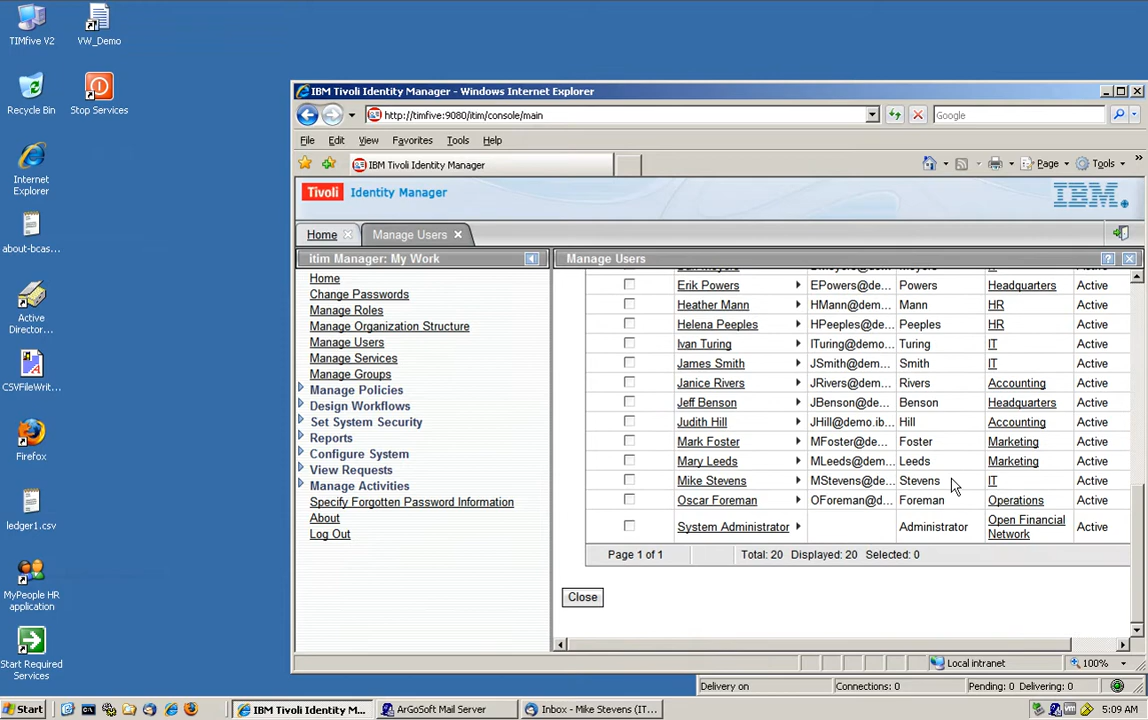 TIMfive V2
VW_Demo
Recycle Bin
Stop Services
Internet
Explorer
about-bcas...
Active
Director...
CSVFileWrit...
Firefox
ledger1.csv
MyPeople HR
application
Start Required
Services
IBM Tivoli Identity Manager - Windows Internet Explorer
http://timfive:9080/itim/console/main
Google
File Edit View Favorites Tools Help
IBM Tivoli Identity Manager
Page Tools
Tivoli Identity Manager
IBM
Home Manage Users
itim Manager: My Work
Home
Change Passwords
Manage Roles
Manage Organization Structure
Manage Users
Manage Services
Manage Groups
Manage Policies
Design Workflows
Set System Security
Reports
Configure System
View Requests
Manage Activities
Specify Forgotten Password Information
About
Log Out
Manage Users
Erik Powers EPowers@de... Powers Headquarters Active
Heather Mann HMann@dem... Mann HR Active
Helena Peeples HPeeples@de... Peeples HR Active
Ivan Turing ITuring@demo... Turing IT Active
James Smith JSmith@dem... Smith IT Active
Janice Rivers JRivers@dem... Rivers Accounting Active
Jeff Benson JBenson@de... Benson Headquarters Active
Judith Hill JHill@demo.ib... Hill Accounting Active
Mark Foster MFoster@de... Foster Marketing Active
Mary Leeds MLeeds@dem... Leeds Marketing Active
Mike Stevens MStevens@de... Stevens IT Active
Oscar Foreman OForeman@d... Foreman Operations Active
System Administrator Administrator Open Financial Network Active
Page 1 of 1 Total: 20 Displayed: 20 Selected: 0
Close
Local intranet 100%
Delivery on Connections: 0 Pending: 0 Delivering: 0
Start IBM Tivoli Identity M... ArGoSoft Mail Server Inbox - Mike Stevens (IT... 5:09 AM